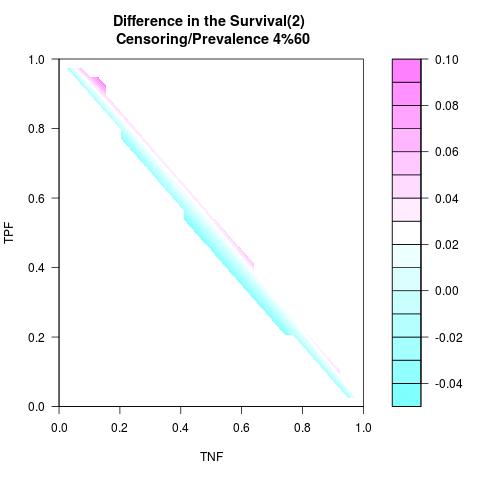 Difference in the Survival(2)
Censoring/Prevalence 4%60
TPF
1.0
0.8
0.6
0.4
0.2
0.0
0.0 0.2 0.4 0.6 0.8 1.0
TNF
0.10
0.08
0.06
0.04
0.02
0.00
-0.02
-0.04